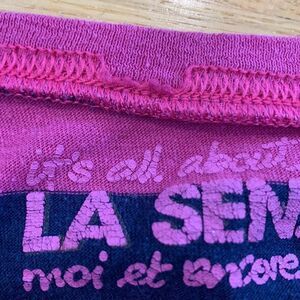 it's all about
LA SEN
moi et encore